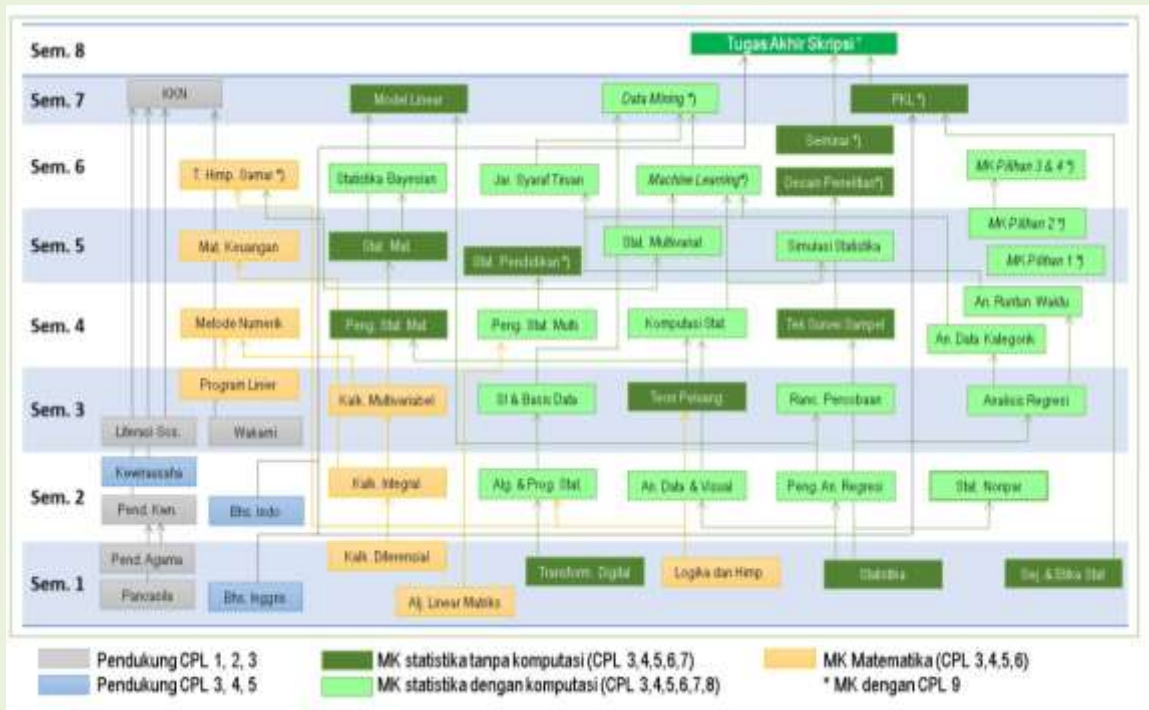 Sem. 8
Tugas Akhir Skripsi *
Sem. 7
KKN
Model Linear
Data Mining *)
PKL *)
Sem. 6
Seminar *)
T. Himp. Samar *)
Statistika Bayesian
Jar. Syaraf Tiruan
Machine Learning*)
Desain Penelitian*)
MK Pilihan 3 & 4 *)
Sem. 5
Mat. Keuangan
Stat. Mat
Stat. Pendidikan *)
Stat. Multivariat
Simulasi Statistika
MK Pilihan 2 *)
MK Pilihan 1 *)
Sem. 4
Metode Numerik
Peng. Stat. Mat
Peng. Stat. Multi
Komputasi Stat.
Tek Survei Sampel
An. Runtun Waktu
An. Data Kategorik
Sem. 3
Program Linier
Kalk. Multivariabel
SI & Basis Data
Teori Peluang
Ranc. Percobaan
Analisis Regresi
Literasi Sos.
Sem. 2
Kalk. Integral
Alg. & Prog. Stat.
An. Data & Visual
Peng. An. Regresi
Stat. Nonpar
Pend. Kwn.
Bhs. Indo
Sem. 1
Pend. Agama
Kalk. Diferensial
Transform. Digital
Logika dan Himp
Statistika
Sej. & Etika Stat
Pancasila
Bhs. Inggris
Alj. Linear Matriks
Pendukung CPL 1, 2, 3
MK statistika tanpa komputasi (CPL 3,4,5,6,7)
MK Matematika (CPL 3,4,5,6)
Pendukung CPL 3, 4, 5
MK statistika dengan komputasi (CPL 3,4,5,6,7,8)
* MK dengan CPL 9